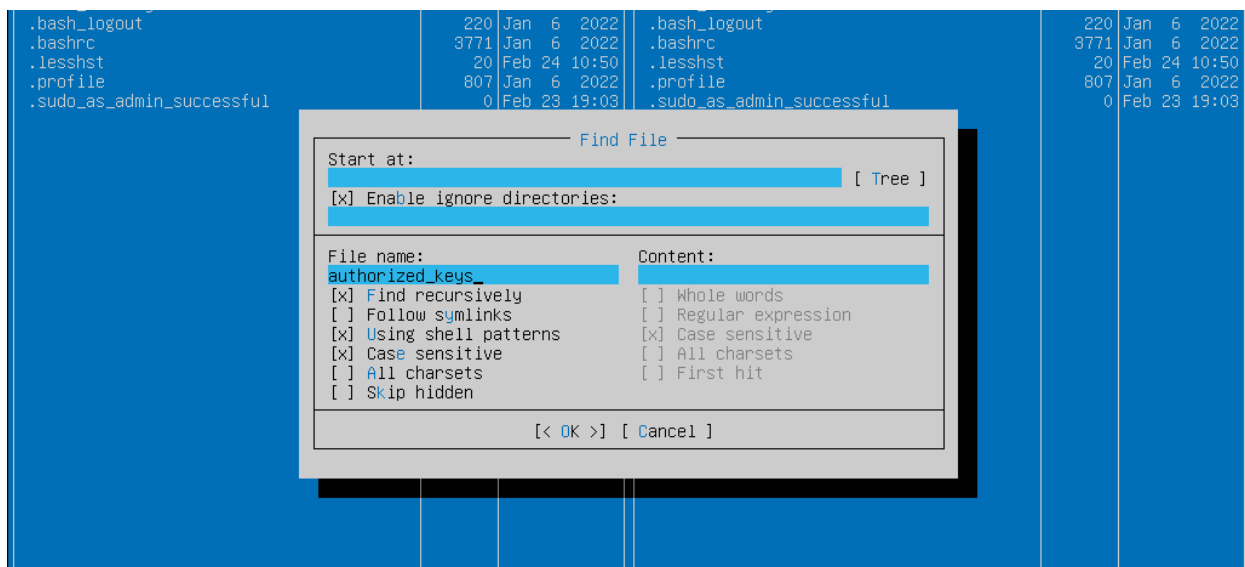 .bash_logout 220 Jan 6 2022 .bash_logout 220 Jan 6 2022
.bashrc 3771 Jan 6 2022 .bashrc 3771 Jan 6 2022
.lesshst 20 Feb 24 10:50 .lesshst 20 Feb 24 10:50
.profile 807 Jan 6 2022 .profile 807 Jan 6 2022
.sudo_as_admin_successful 0 Feb 23 19:03 .sudo_as_admin_successful 0 Feb 23 19:03
Find File
Start at:
[ Tree ]
[x] Enable ignore directories:
File name: Content:
authorized_keys_
[x] Find recursively [ ] Whole words
[ ] Follow symlinks [ ] Regular expression
[x] Using shell patterns [x] Case sensitive
[x] Case sensitive [ ] All charsets
[ ] All charsets [ ] First hit
[ ] Skip hidden
[< OK >] [ Cancel ]